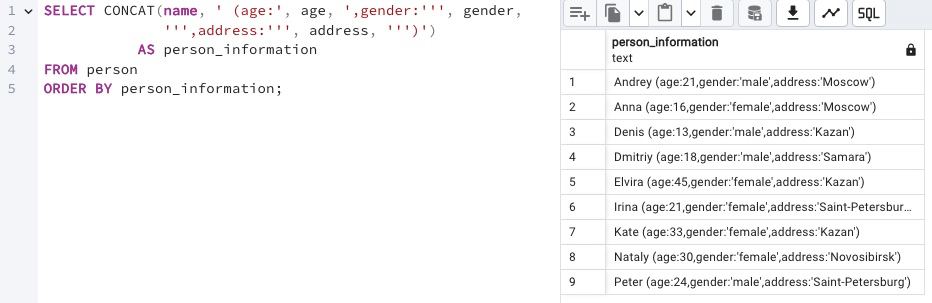 1 SELECT CONCAT(name, ' (age:', age, ',gender:''', gender,
2 ''',address:''', address, ''')')
3 AS person_information
4 FROM person
5 ORDER BY person_information;
SQL
person_information
text
1 Andrey (age:21,gender:'male',address:'Moscow')
2 Anna (age:16,gender:'female',address:'Moscow')
3 Denis (age:13,gender:'male',address:'Kazan')
4 Dmitriy (age:18,gender:'male',address:'Samara')
5 Elvira (age:45,gender:'female',address:'Kazan')
6 Irina (age:21,gender:'female',address:'Saint-Petersbur...
7 Kate (age:33,gender:'female',address:'Kazan')
8 Nataly (age:30,gender:'female',address:'Novosibirsk')
9 Peter (age:24,gender:'male',address:'Saint-Petersburg')